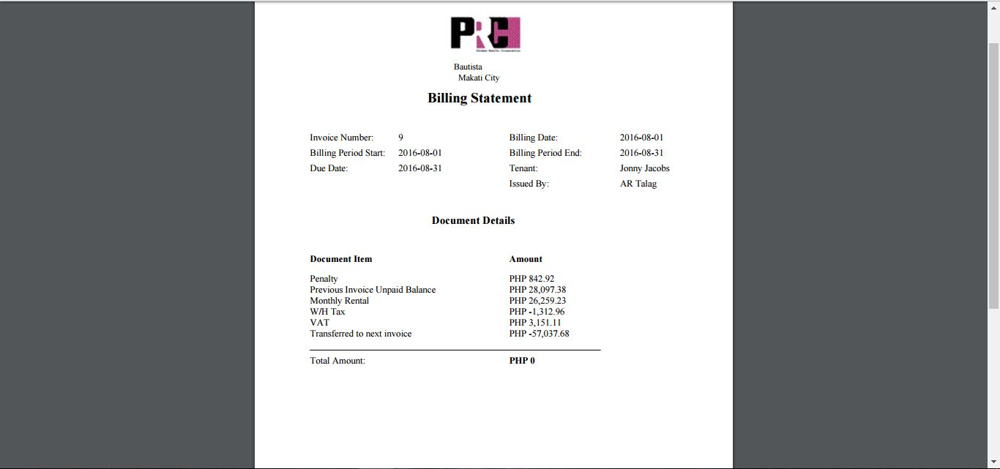 PRCH
Bautista
Makati City
Billing Statement
Invoice Number: 9 Billing Date: 2016-08-01
Billing Period Start: 2016-08-01 Billing Period End: 2016-08-31
Due Date: 2016-08-31 Tenant: Jonny Jacobs
Issued By: AR Talag
Document Details
Document Item Amount
Penalty PHP 842.92
Previous Invoice Unpaid Balance PHP 28,097.38
Monthly Rental PHP 26,259.23
W/H Tax PHP -1,312.96
VAT PHP 3,151.11
Transferred to next invoice PHP -57,037.68
Total Amount: PHP 0